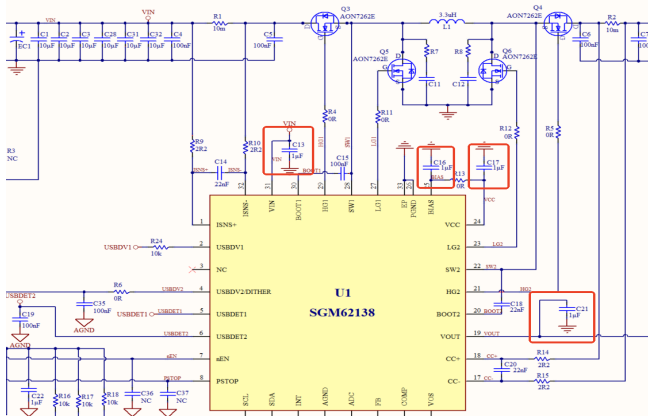 Q3
AON7262E
Q4
AON7262E
VIN
R1
10m
3.3uH
L1
R2
10m
EC1
C1
10µF
C2
10µF
C3
10µF
C28
10µF
C31
10µF
C32
10µF
C4
100nF
C5
100nF
Q5
AON7262E
R7
C11
R8
C12
Q6
AON7262E
C6
100nF
C7
R3
NC
R9
2R2
R10
2R2
VIN
C13
1µF
VIN
R4
0R
HG1
SW1
R11
0R
LG1
R12
0R
R5
0R
ISNS+
C14
22nF
ISNS-
BOOT1
C15
100nF
C16
1µF
BIAS
R13
0R
C17
1µF
VCC
32
31
30
29
28
27
33
26
25
ISNS-
VIN
BOOT1
HG1
SW1
LG1
EP
PGND
BIAS
1
ISNS+
VCC
24
USBDV1
R24
10k
2
USBDV1
LG2
23
LG2
3
NC
SW2
22
SW2
R6
0R
USBDV2
4
USBDV2/DITHER
HG2
21
HG2
USBDET2
C35
100nF
AGND
USBDET1
USBDET1
5
USBDET1
BOOT2
20
BOOT2
C18
22nF
C21
1µF
C19
100nF
AGND
USBDET2
6
USBDET2
VOUT
19
VOUT
U1
SGM62138
nEN
7
nEN
CC+
18
CC+
R14
2R2
C20
22nF
PSTOP
8
PSTOP
CC-
17
CC-
R15
2R2
C22
1µF
R16
10k
R17
10k
R18
10k
C36
NC
C37
NC
SCL
SDA
INT
AGND
ADC
FB
COMP
VOS